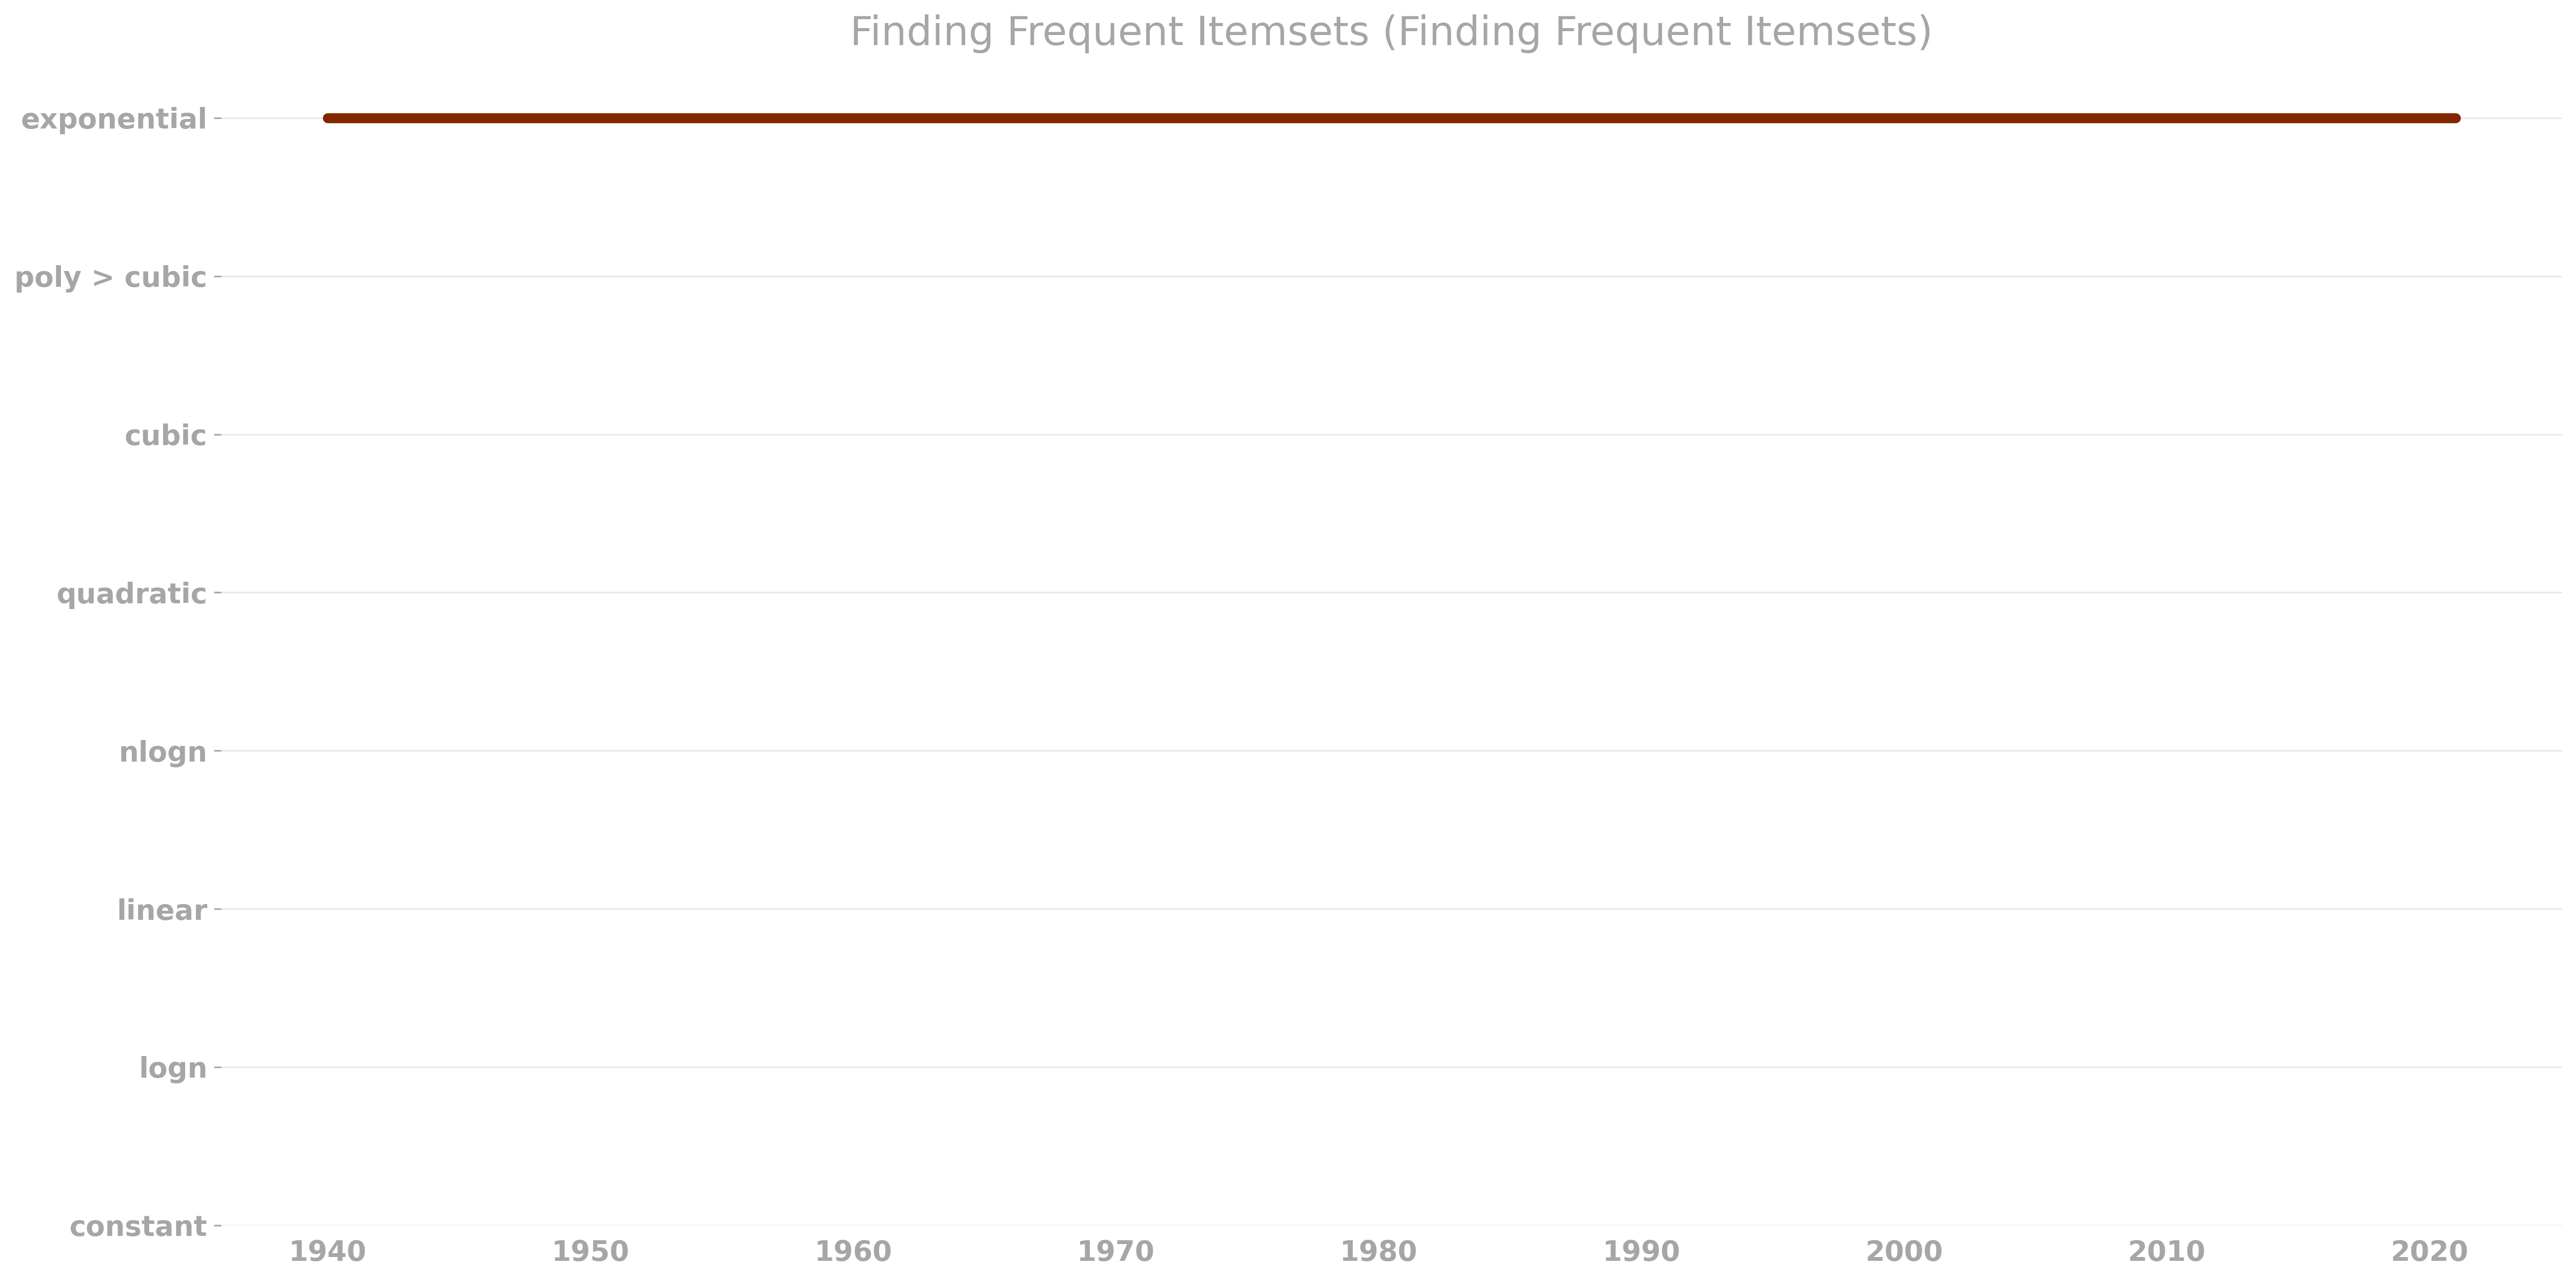 Finding Frequent Itemsets (Finding Frequent Itemsets)
exponential
poly > cubic
cubic
quadratic
nlogn
linear
logn
constant
1940 1950 1960 1970 1980 1990 2000 2010 2020